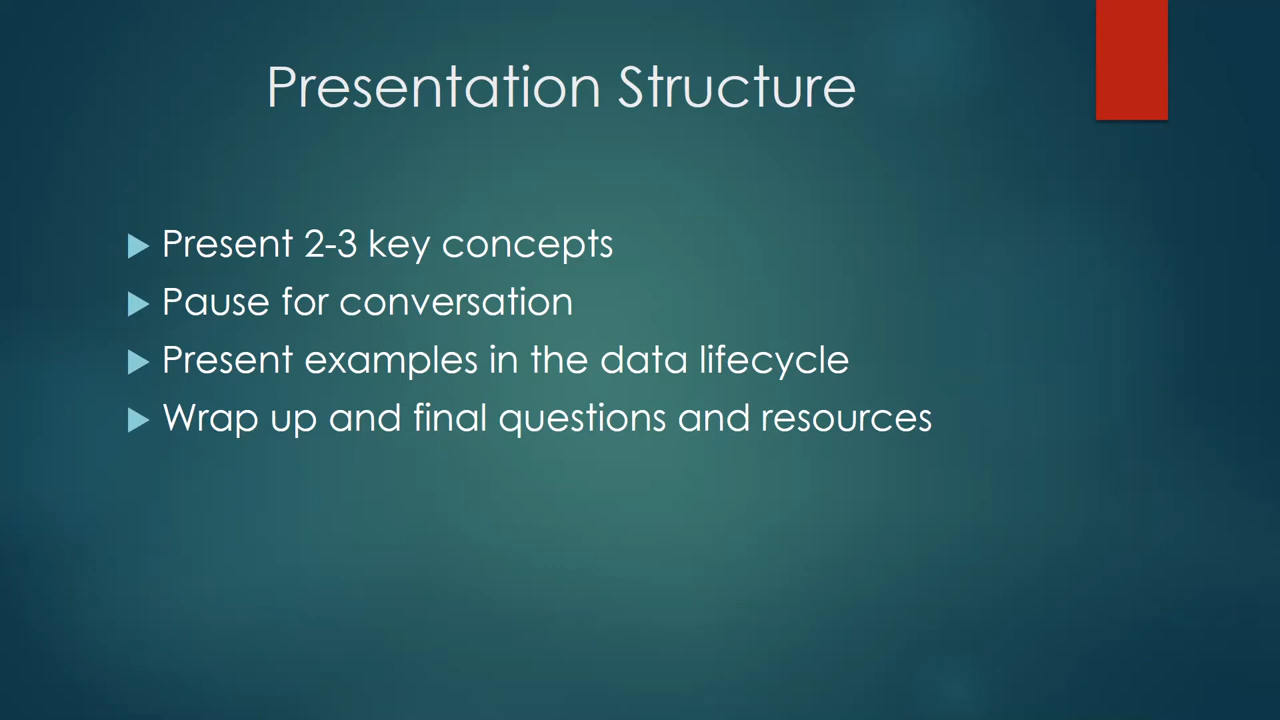 Presentation Structure
Present 2-3 key concepts
Pause for conversation
Present examples in the data lifecycle
Wrap up and final questions and resources